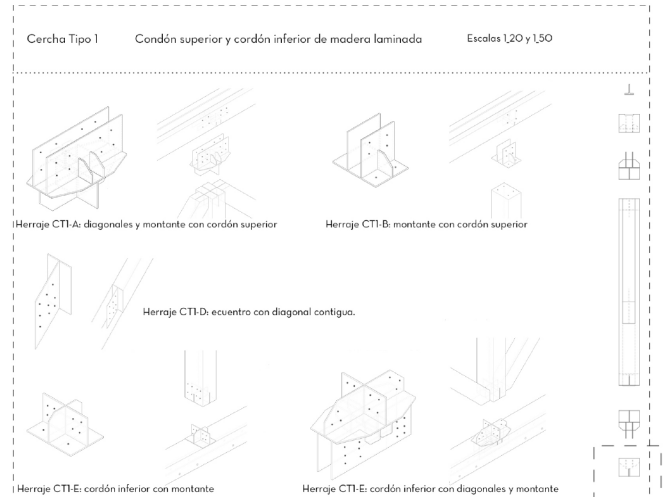 Cercha Tipo 1 Condón superior y cordón inferior de madera laminada Escalas 1_20 y 1_50
Herraje CT1-A: diagonales y montante con cordón superior Herraje CT1-B: montante con cordón superior
Herraje CT1-D: ecuentro con diagonal contigua.
Herraje CT1-E: cordón inferior con montante Herraje CT1-E: cordón inferior con diagonales y montante